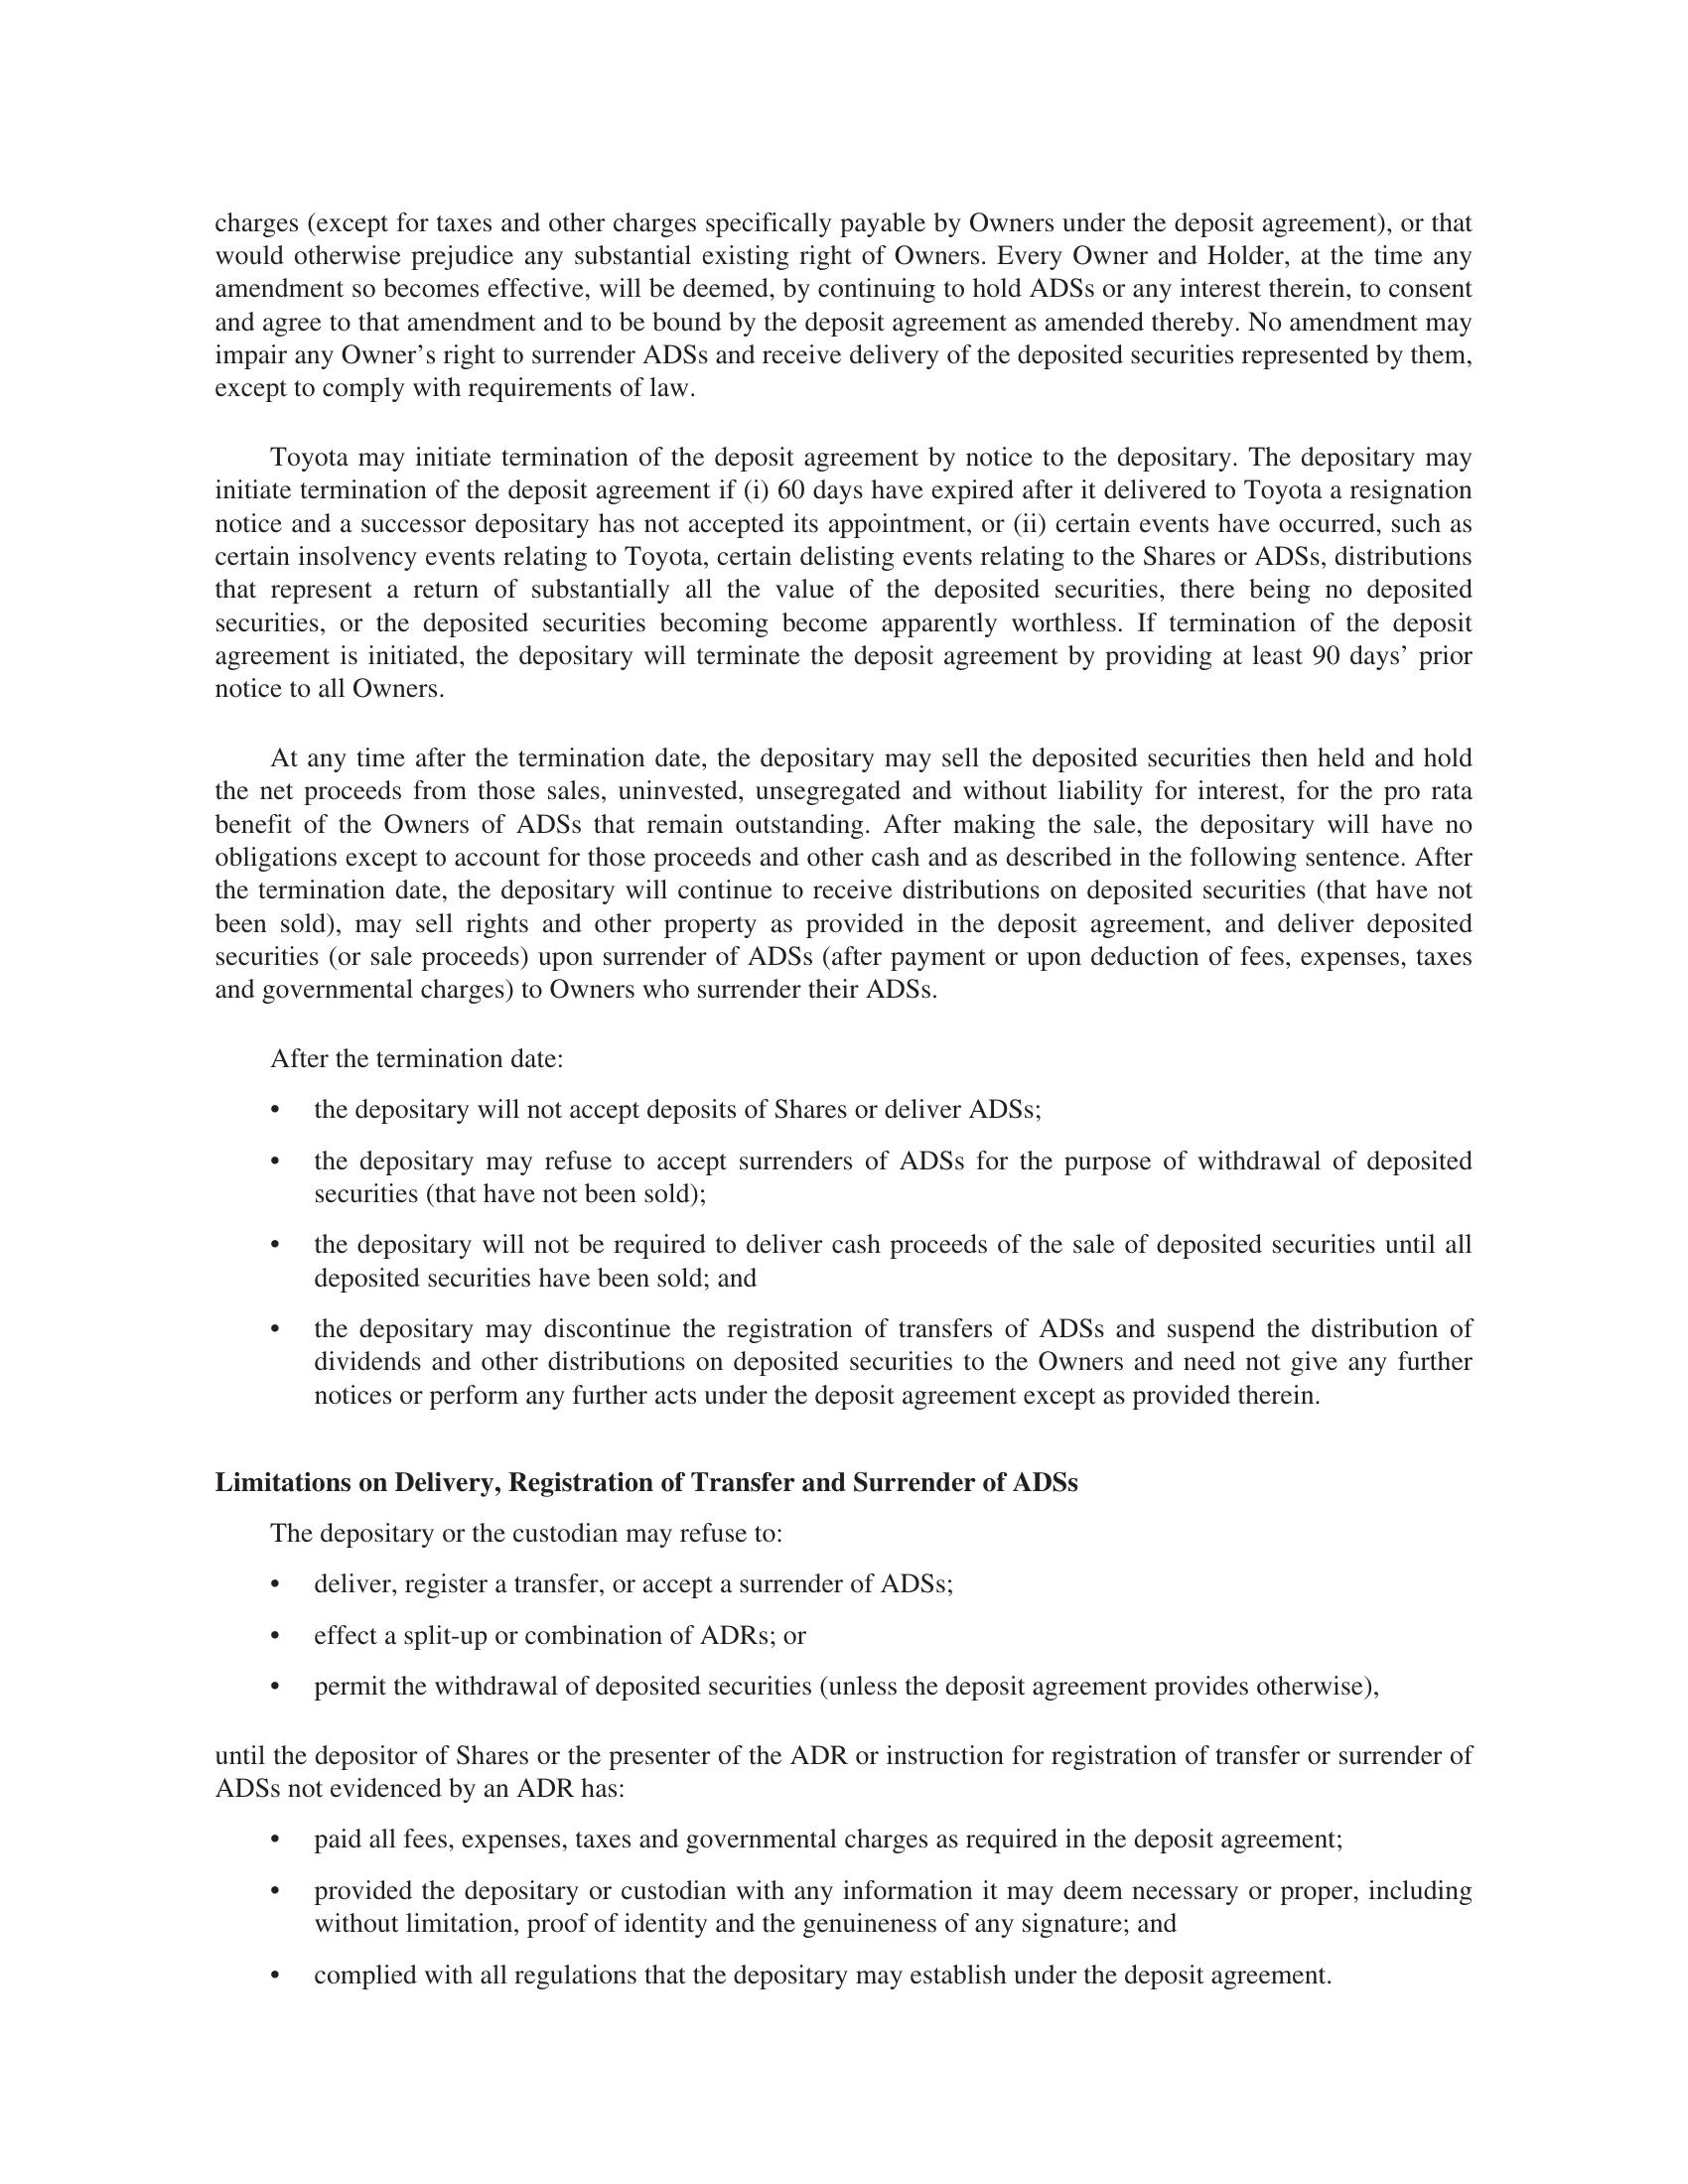 charges (except for taxes and other charges specifically payable by Owners under the deposit agreement), or that
would otherwise prejudice any substantial existing right of Owners. Every Owner and Holder, at the time any
amendment so becomes effective, will be deemed, by continuing to hold ADSs or any interest therein, to consent
and agree to that amendment and to be bound by the deposit agreement as amended thereby. No amendment may
impair any Owner’s right to surrender ADSs and receive delivery of the deposited securities represented by them,
except to comply with requirements of law.
Toyota may initiate termination of the deposit agreement by notice to the depositary. The depositary may
initiate termination of the deposit agreement if (i) 60 days have expired after it delivered to Toyota a resignation
notice and a successor depositary has not accepted its appointment, or (ii) certain events have occurred, such as
certain insolvency events relating to Toyota, certain delisting events relating to the Shares or ADSs, distributions
that represent a return of substantially all the value of the deposited securities, there being no deposited
securities, or the deposited securities becoming become apparently worthless. If termination of the deposit
agreement is initiated, the depositary will terminate the deposit agreement by providing at least 90 days’ prior
notice to all Owners.
At any time after the termination date, the depositary may sell the deposited securities then held and hold
the net proceeds from those sales, uninvested, unsegregated and without liability for interest, for the pro rata
benefit of the Owners of ADSs that remain outstanding. After making the sale, the depositary will have no
obligations except to account for those proceeds and other cash and as described in the following sentence. After
the termination date, the depositary will continue to receive distributions on deposited securities (that have not
been sold), may sell rights and other property as provided in the deposit agreement, and deliver deposited
securities (or sale proceeds) upon surrender of ADSs (after payment or upon deduction of fees, expenses, taxes
and governmental charges) to Owners who surrender their ADSs.
After the termination date:
• the depositary will not accept deposits of Shares or deliver ADSs;
• the depositary may refuse to accept surrenders of ADSs for the purpose of withdrawal of deposited
securities (that have not been sold);
• the depositary will not be required to deliver cash proceeds of the sale of deposited securities until all
deposited securities have been sold; and
• the depositary may discontinue the registration of transfers of ADSs and suspend the distribution of
dividends and other distributions on deposited securities to the Owners and need not give any further
notices or perform any further acts under the deposit agreement except as provided therein.
Limitations on Delivery, Registration of Transfer and Surrender of ADSs
The depositary or the custodian may refuse to:
• deliver, register a transfer, or accept a surrender of ADSs;
• effect a split-up or combination of ADRs; or
• permit the withdrawal of deposited securities (unless the deposit agreement provides otherwise),
until the depositor of Shares or the presenter of the ADR or instruction for registration of transfer or surrender of
ADSs not evidenced by an ADR has:
• paid all fees, expenses, taxes and governmental charges as required in the deposit agreement;
• provided the depositary or custodian with any information it may deem necessary or proper, including
without limitation, proof of identity and the genuineness of any signature; and
• complied with all regulations that the depositary may establish under the deposit agreement.